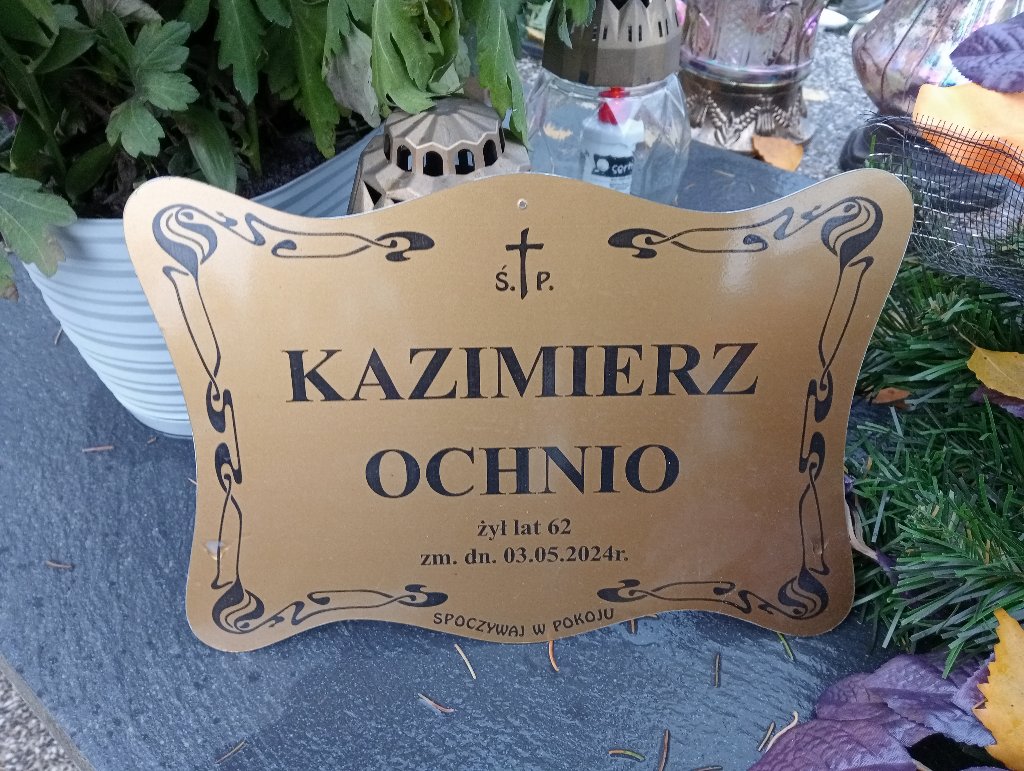 Ś. P.
KAZIMIERZ
OCHNIO
żył lat 62
zm. dn. 03.05.2024r.
SPOCZYWAJ W POKOJU